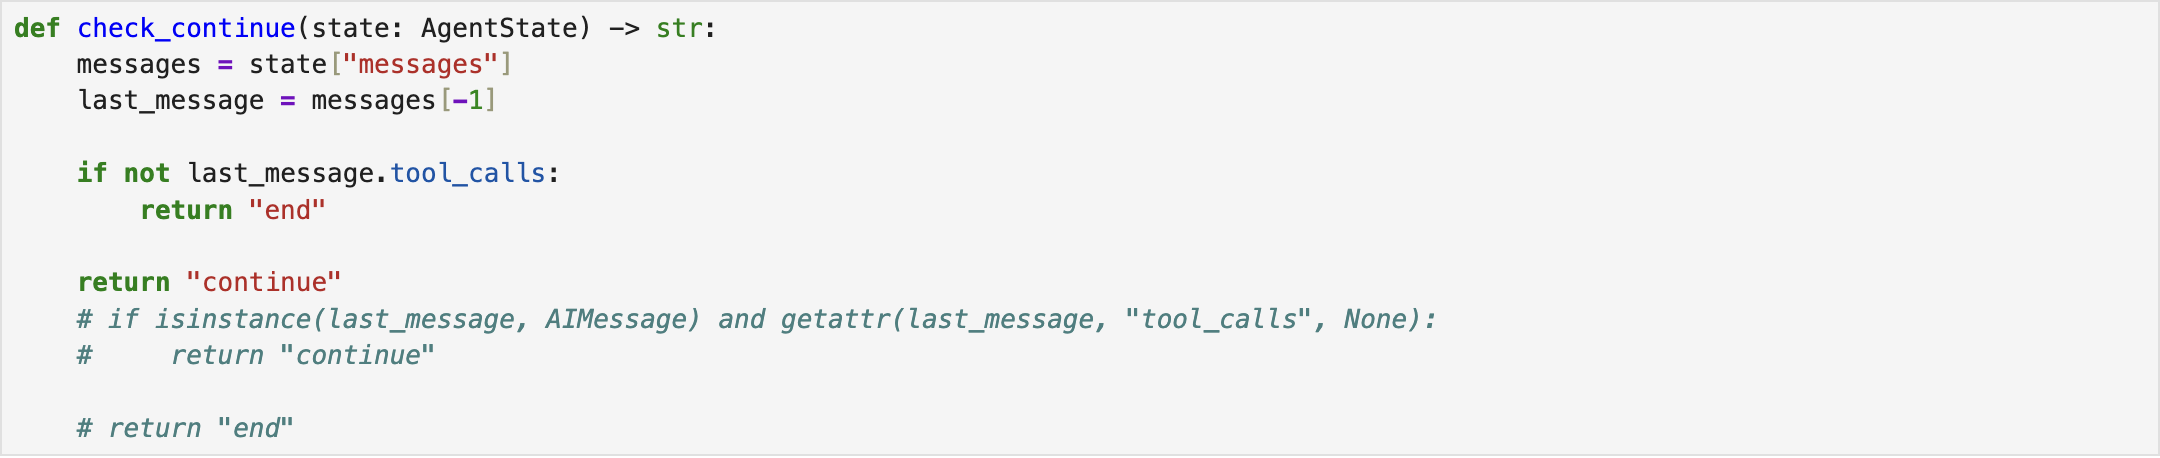 def check_continue(state: AgentState) -> str:
    messages = state["messages"]
    last_message = messages[-1]

    if not last_message.tool_calls:
        return "end"

    return "continue"
    # if isinstance(last_message, AIMessage) and getattr(last_message, "tool_calls", None):
    #     return "continue"

    # return "end"